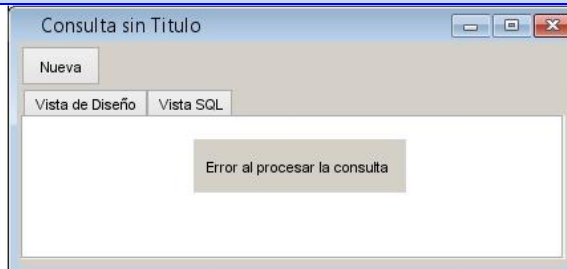 Consulta sin Titulo
Nueva
Vista de Diseño Vista SQL
Error al procesar la consulta